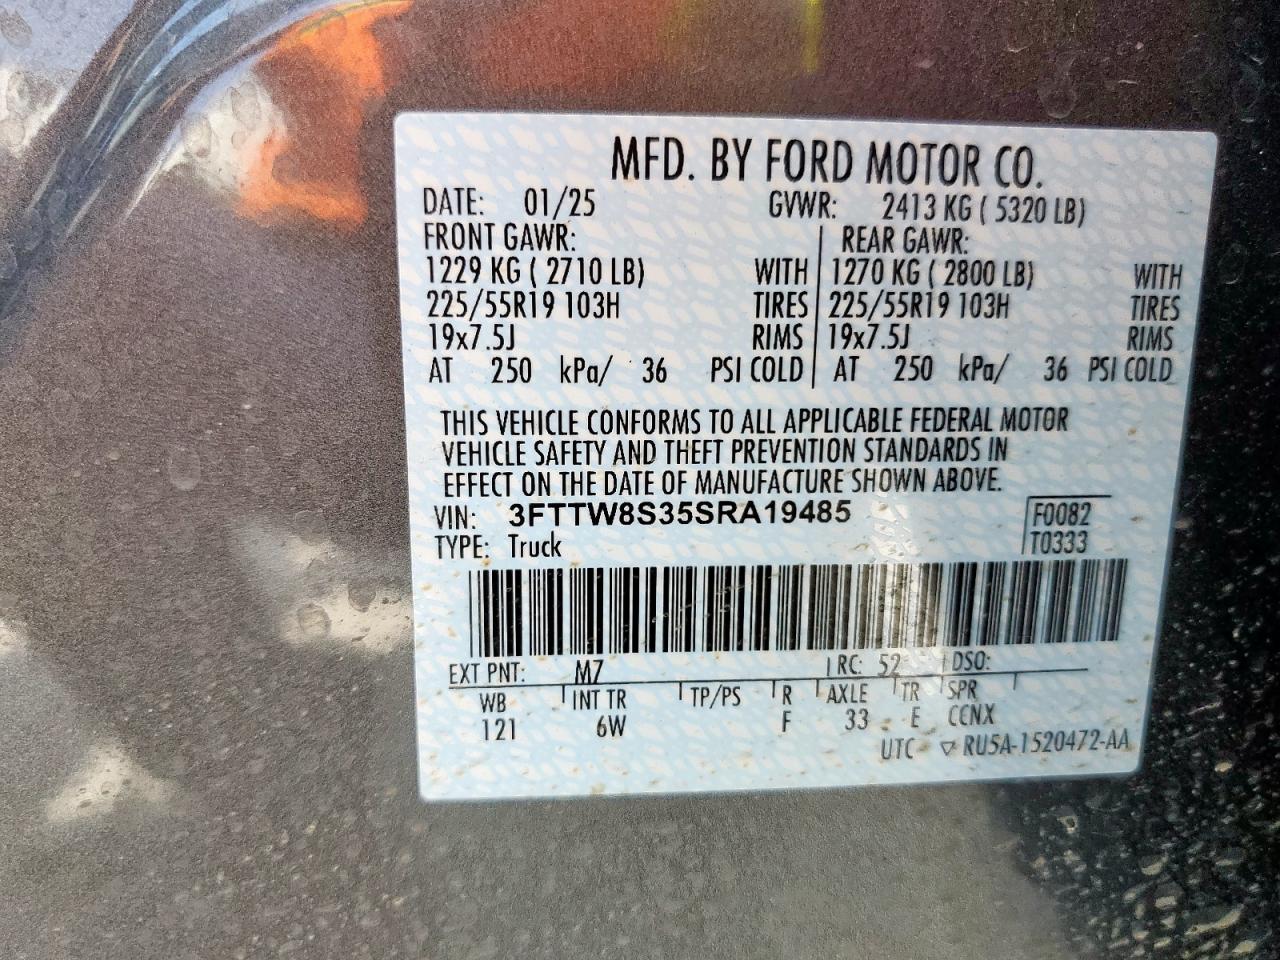 MFD. BY FORD MOTOR CO.
DATE: 01/25 GVWR: 2413 KG ( 5320 LB)
FRONT GAWR: REAR GAWR:
1229 KG ( 2710 LB) WITH 1270 KG ( 2800 LB) WITH
225/55R19 103H TIRES 225/55R19 103H TIRES
19x7.5J RIMS 19x7.5J RIMS
AT 250 kPa/ 36 PSI COLD AT 250 kPa/ 36 PSI COLD
THIS VEHICLE CONFORMS TO ALL APPLICABLE FEDERAL MOTOR
VEHICLE SAFETY AND THEFT PREVENTION STANDARDS IN
EFFECT ON THE DATE OF MANUFACTURE SHOWN ABOVE.
VIN: 3FTTW8S35SRA19485 F0082
TYPE: Truck T0333
EXT PNT: M7 RC: 52 DSO:
WB INT TR TP/PS R AXLE TR SPR
121 6W F 33 E CCNX
UTC ▽ RU5A-1520472-AA